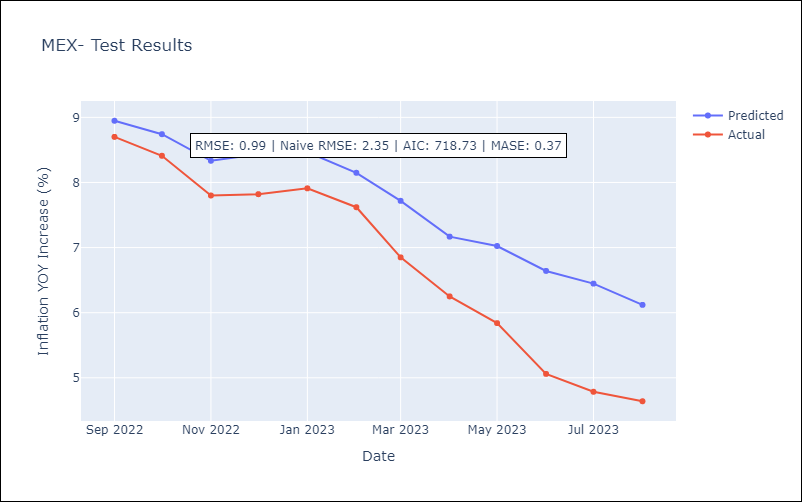 MEX- Test Results
Predicted
Actual
RMSE: 0.99 | Naive RMSE: 2.35 | AIC: 718.73 | MASE: 0.37
Inflation YOY Increase (%)
9
8
7
6
5
Sep 2022
Nov 2022
Jan 2023
Mar 2023
May 2023
Jul 2023
Date